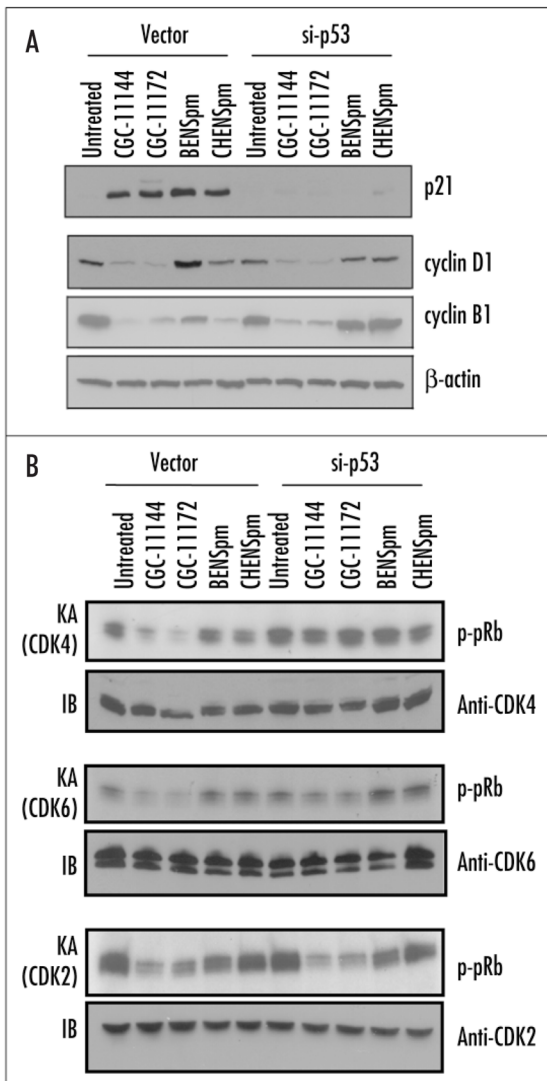 A
Vector si-p53
Untreated CGC-11144 CGC-11172 BENSpm CHENSpm Untreated CGC-11144 CGC-11172 BENSpm CHENSpm
p21
cyclin D1
cyclin B1
β-actin
B
Vector si-p53
Untreated CGC-11144 CGC-11172 BENSpm CHENSpm Untreated CGC-11144 CGC-11172 BENSpm CHENSpm
KA
(CDK4) p-pRb
IB Anti-CDK4
KA
(CDK6) p-pRb
IB Anti-CDK6
KA
(CDK2) p-pRb
IB Anti-CDK2